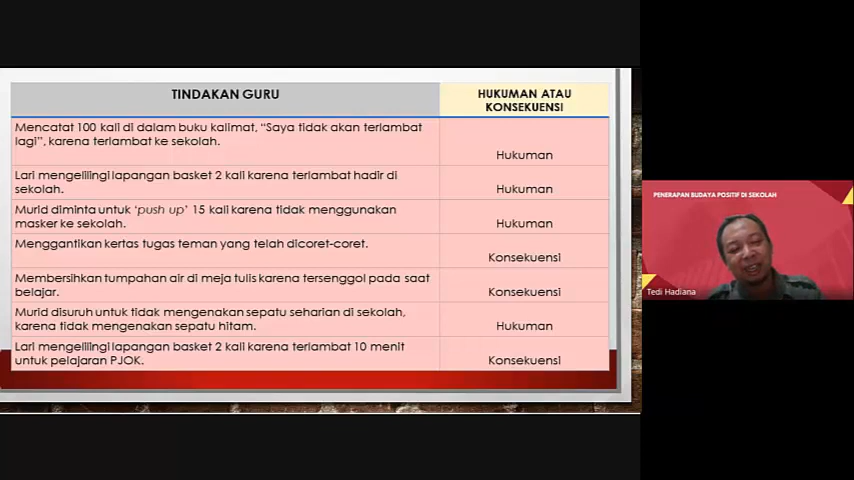 TINDAKAN GURU
HUKUMAN ATAU
KONSEKUENSI
Mencatat 100 kali di dalam buku kalimat, “Saya tidak akan terlambat
lagi”, karena terlambat ke sekolah.
Hukuman
Lari mengelilingi lapangan basket 2 kali karena terlambat hadir di
sekolah.
Hukuman
Murid diminta untuk ‘push up’ 15 kali karena tidak menggunakan
masker ke sekolah.
Hukuman
Menggantikan kertas tugas teman yang telah dicoret-coret.
Konsekuensi
Membersihkan tumpahan air di meja tulis karena tersenggol pada saat
belajar.
Konsekuensi
Murid disuruh untuk tidak mengenakan sepatu seharian di sekolah,
karena tidak mengenakan sepatu hitam.
Hukuman
Lari mengelilingi lapangan basket 2 kali karena terlambat 10 menit
untuk pelajaran PJOK.
Konsekuensi
PENERAPAN BUDAYA POSITIF DI SEKOLAH
Tedi Hadiana